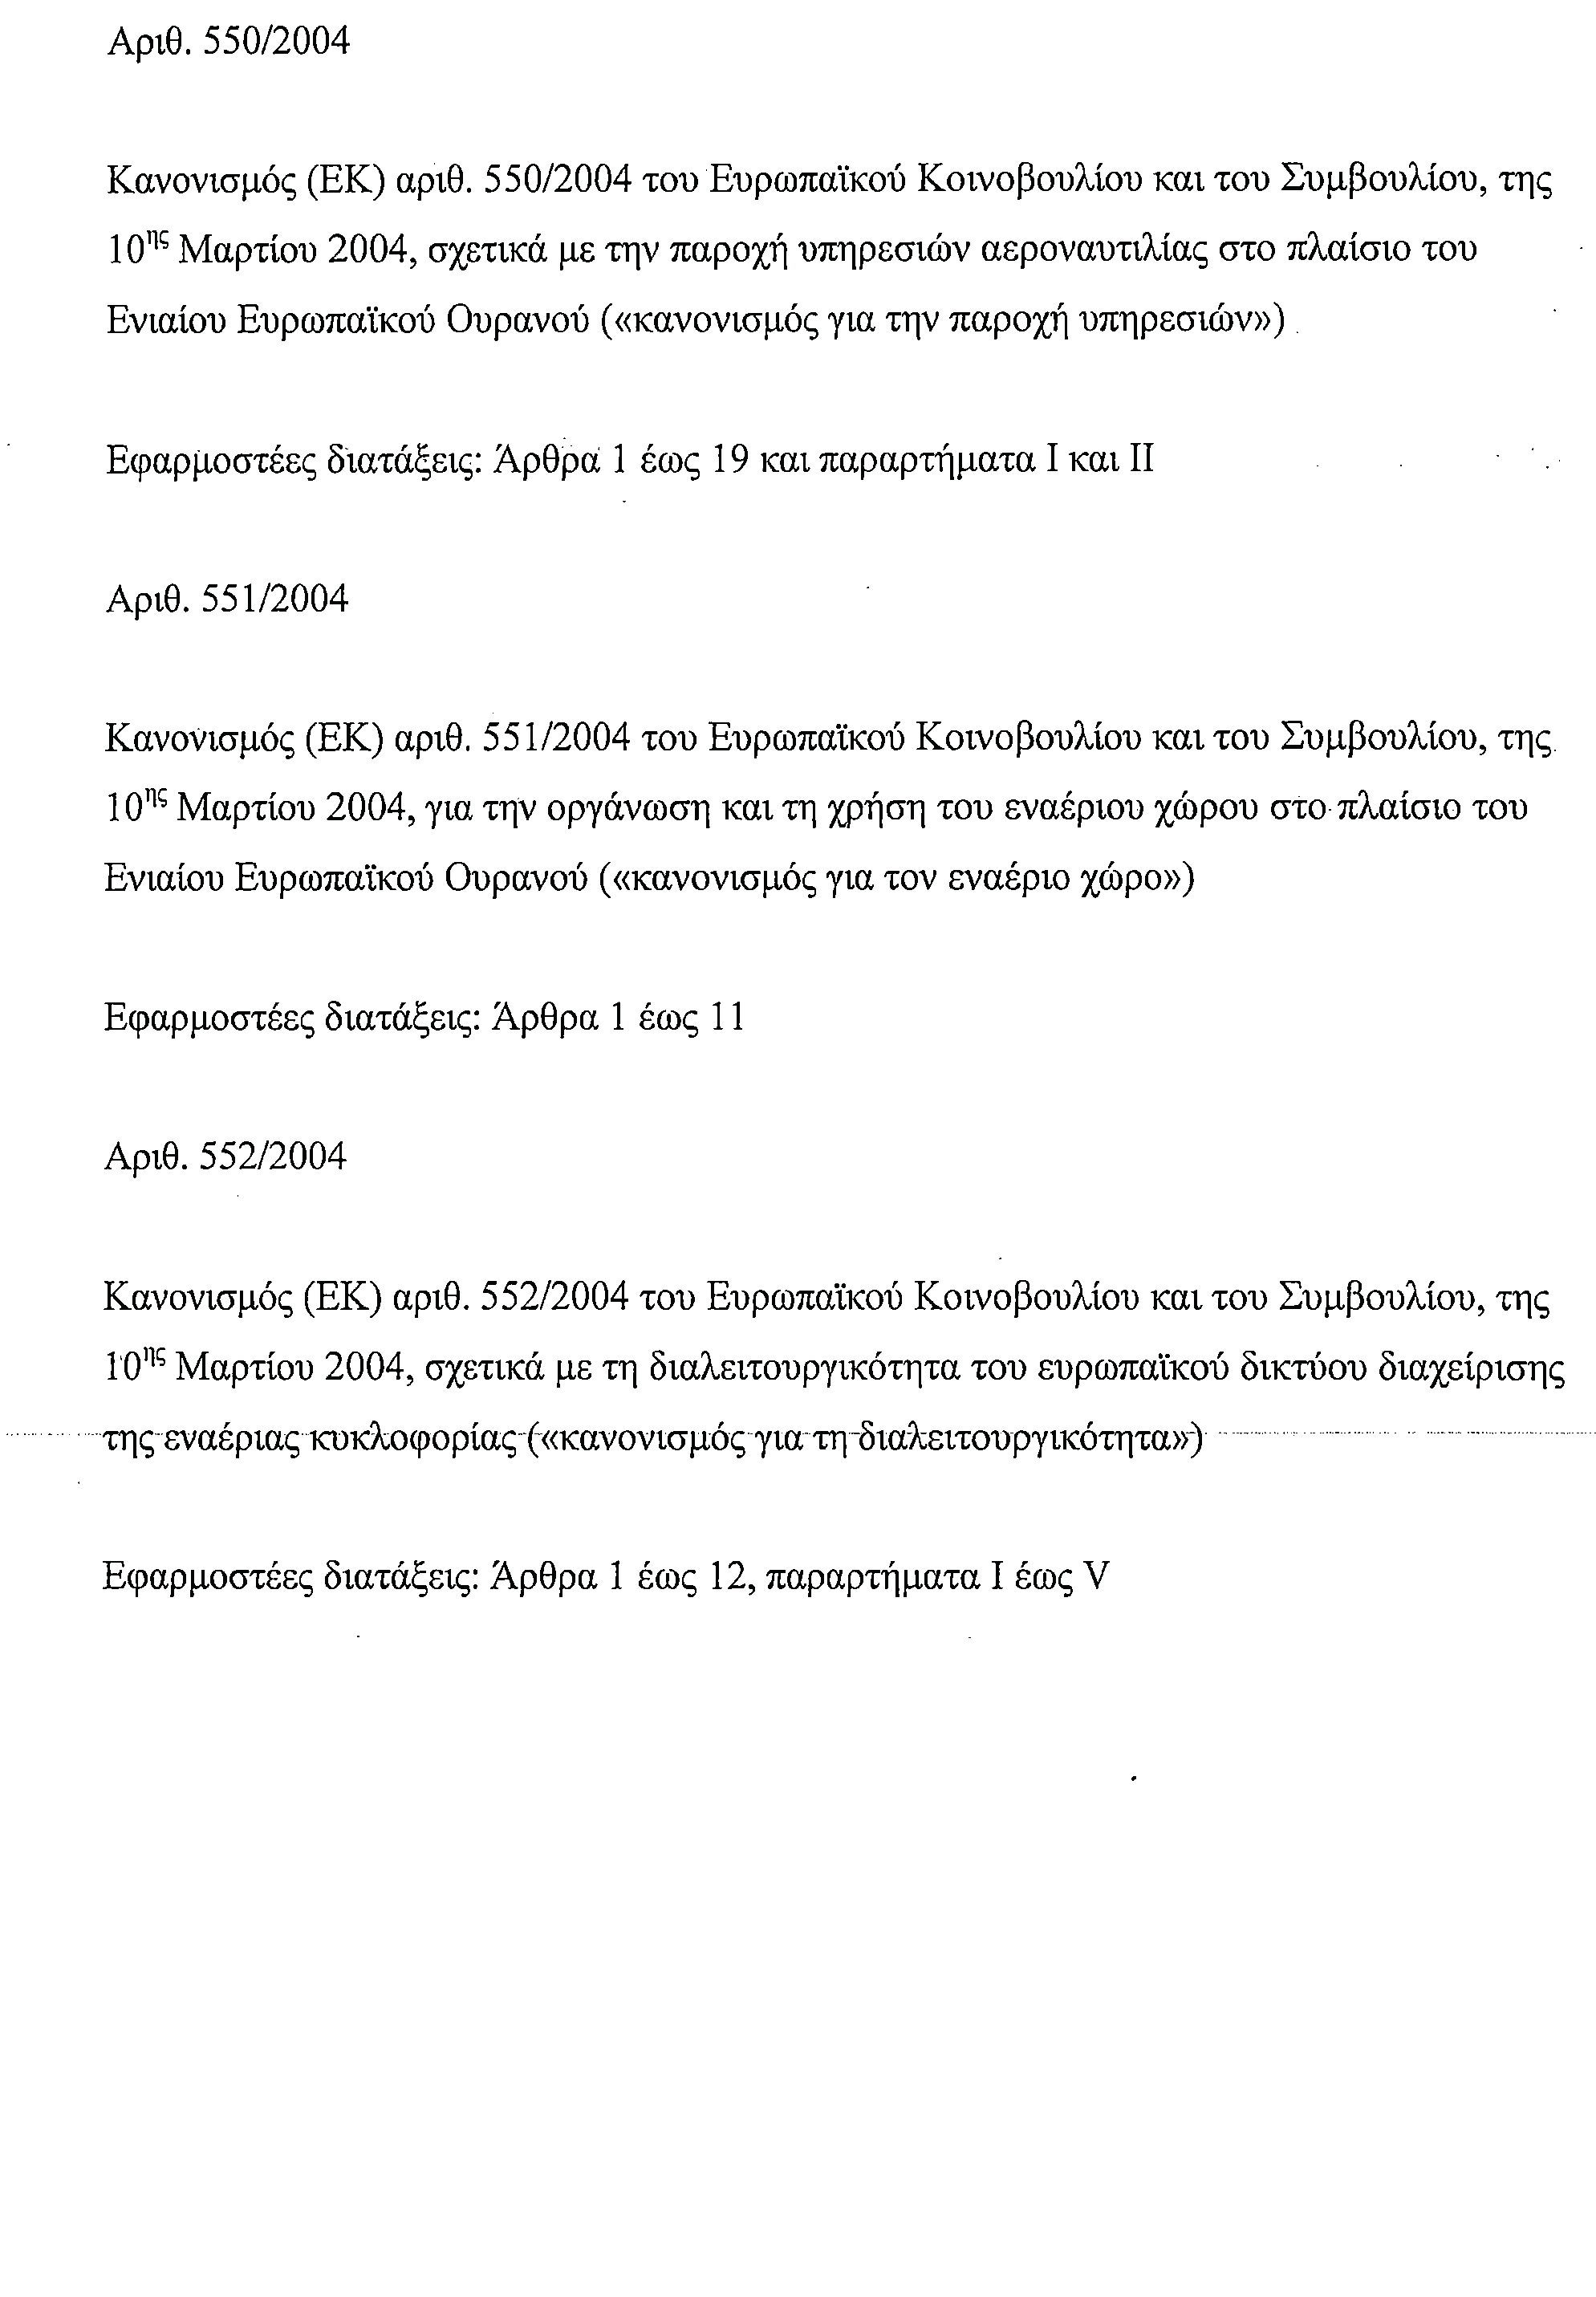 Αριθ. 550/2004
Κανονισμός (ΕΚ) αριθ. 550/2004 του Ευρωπαϊκού Κοινοβουλίου και του Συμβουλίου, της
10ης Μαρτίου 2004, σχετικά με την παροχή υπηρεσιών αεροναυτιλίας στο πλαίσιο του
Ενιαίου Ευρωπαϊκού Ουρανού («κανονισμός για την παροχή υπηρεσιών»)
Εφαρμοστέες διατάξεις: Άρθρα 1 έως 19 και παραρτήματα Ι και ΙΙ
Αριθ. 551/2004
Κανονισμός (ΕΚ) αριθ. 551/2004 του Ευρωπαϊκού Κοινοβουλίου και του Συμβουλίου, της
10ης Μαρτίου 2004, για την οργάνωση και τη χρήση του εναέριου χώρου στο πλαίσιο του
Ενιαίου Ευρωπαϊκού Ουρανού («κανονισμός για τον εναέριο χώρο»)
Εφαρμοστέες διατάξεις: Άρθρα 1 έως 11
Αριθ. 552/2004
Κανονισμός (ΕΚ) αριθ. 552/2004 του Ευρωπαϊκού Κοινοβουλίου και του Συμβουλίου, της
10ης Μαρτίου 2004, σχετικά με τη διαλειτουργικότητα του ευρωπαϊκού δικτύου διαχείρισης
της εναέριας κυκλοφορίας («κανονισμός για τη διαλειτουργικότητα»)
Εφαρμοστέες διατάξεις: Άρθρα 1 έως 12, παραρτήματα Ι έως V